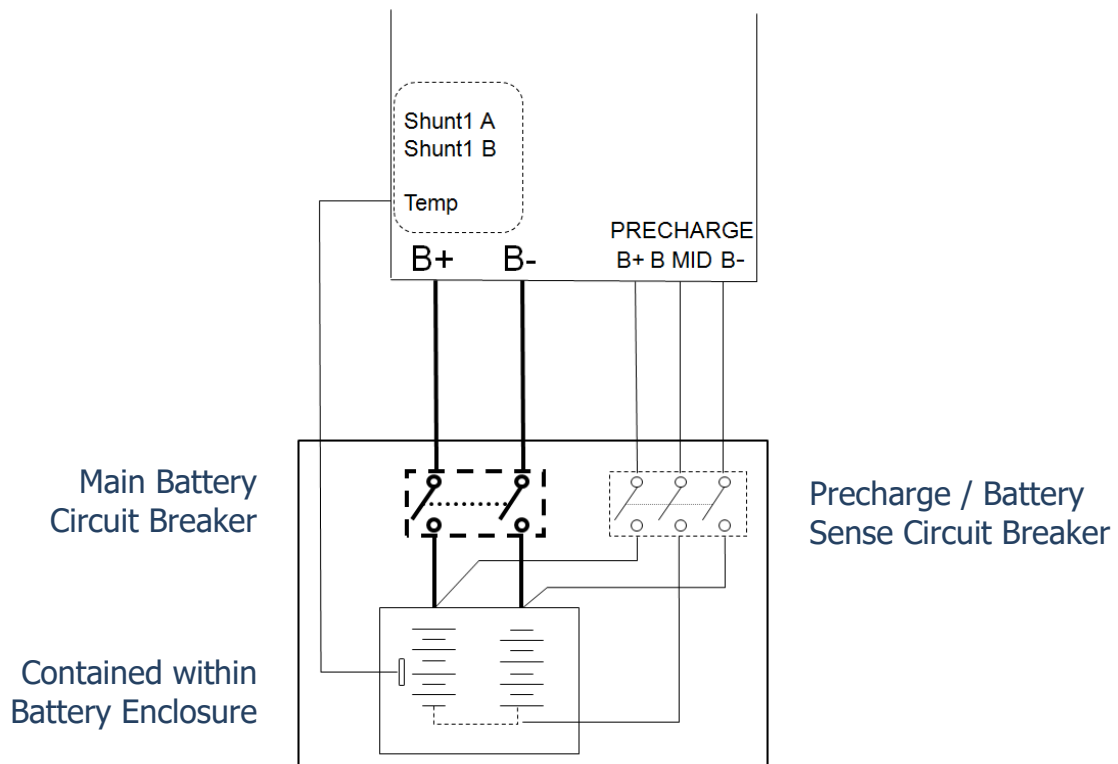 Shunt1 A
Shunt1 B
Temp
PRECHARGE
B+ B-
B+ B MID B-
Main Battery
Circuit Breaker
Precharge / Battery
Sense Circuit Breaker
Contained within
Battery Enclosure